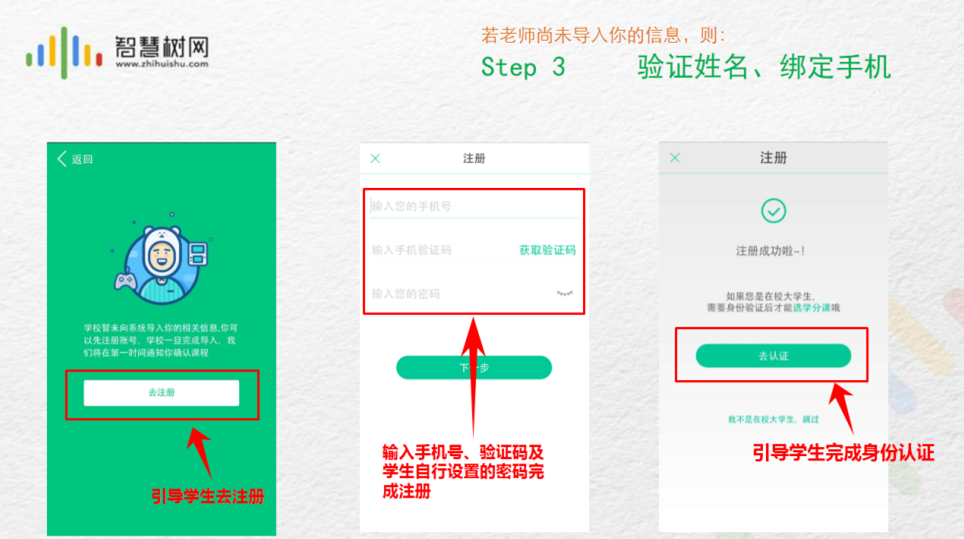 智慧树网
www.zhihuishu.com
若老师尚未导入你的信息，则：
Step 3 验证姓名、绑定手机
返回
学校暂未向系统导入你的相关信息,你可
以先注册账号，学校一旦完成导入，我
们将在第一时间通知你确认课程
去注册
引导学生去注册
注册
输入您的手机号
输入手机验证码 获取验证码
输入您的密码
下一步
输入手机号、验证码及
学生自行设置的密码完
成注册
注册
注册成功啦~！
如果您是在校大学生，
需要身份验证后才能选学分课哦
去认证
我不是在校大学生，跳过
引导学生完成身份认证